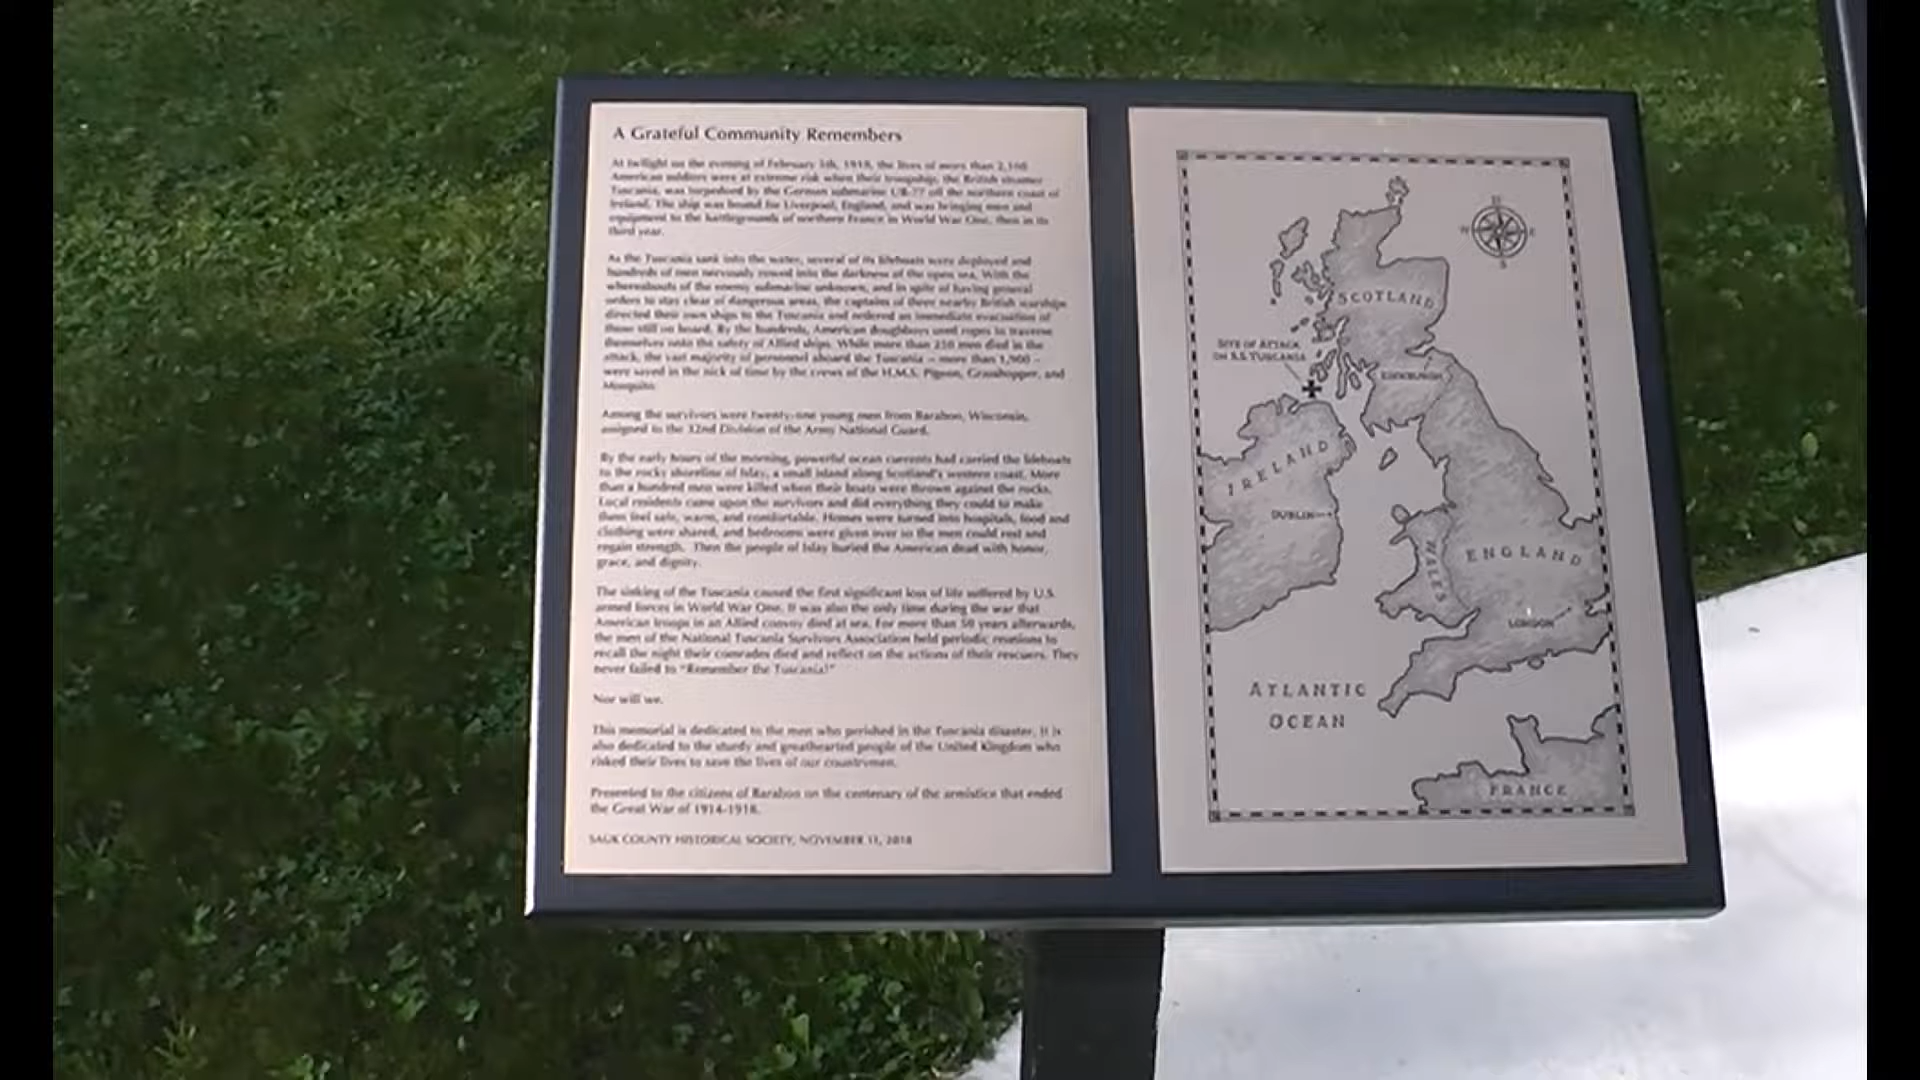 A Grateful Community Remembers
At twilight on the evening of February 5th, 1918, the lives of more than 2,100
American soldiers were at extreme risk when their troopship, the British steamer
Tuscania, was torpedoed by the German submarine UB-77 off the northern coast of
Ireland. The ship was bound for Liverpool, England, and was bringing men and
equipment to the battlegrounds of northern France in World War One, then in its
third year.
As the Tuscania sank into the water, several of its lifeboats were deployed and
hundreds of men nervously rowed into the darkness of the open sea. With the
whereabouts of the enemy submarine unknown, and in spite of having general
orders to stay clear of dangerous areas, the captains of three nearby British warships
directed their own ships to the Tuscania and ordered an immediate evacuation of
those still on board. By the hundreds, American doughboys used ropes to traverse
themselves onto the safety of Allied ships. While more than 250 men died in the
attack, the vast majority of personnel aboard the Tuscania – more than 1,900 –
were saved in the nick of time by the crews of the H.M.S. Pigeon, Grasshopper, and
Mosquito.
Among the survivors were twenty-one young men from Baraboo, Wisconsin,
assigned to the 32nd Division of the Army National Guard.
By the early hours of the morning, powerful ocean currents had carried the lifeboats
to the rocky shoreline of Islay, a small island along Scotland's western coast. More
than a hundred men were killed when their boats were thrown against the rocks.
Local residents came upon the survivors and did everything they could to make
them feel safe, warm, and comfortable. Homes were turned into hospitals, food and
clothing were shared, and bedrooms were given over so the men could rest and
regain strength. Then the people of Islay buried the American dead with honor,
grace, and dignity.
The sinking of the Tuscania caused the first significant loss of life suffered by U.S.
armed forces in World War One. It was also the only time during the war that
American troops in an Allied convoy died at sea. For more than 50 years afterwards,
the men of the National Tuscania Survivors Association held periodic reunions to
recall the night their comrades died and reflect on the actions of their rescuers. They
never failed to "Remember the Tuscania!"
Nor will we.
This memorial is dedicated to the men who perished in the Tuscania disaster. It is
also dedicated to the sturdy and greathearted people of the United Kingdom who
risked their lives to save the lives of our countrymen.
Presented to the citizens of Baraboo on the centenary of the armistice that ended
the Great War of 1914-1918.
SAUK COUNTY HISTORICAL SOCIETY, NOVEMBER 11, 2018
N
W E
S
SCOTLAND
SITE OF ATTACK
ON S.S. TUSCANIA
EDINBURGH
IRELAND
DUBLIN
WALES
ENGLAND
LONDON
ATLANTIC
OCEAN
FRANCE